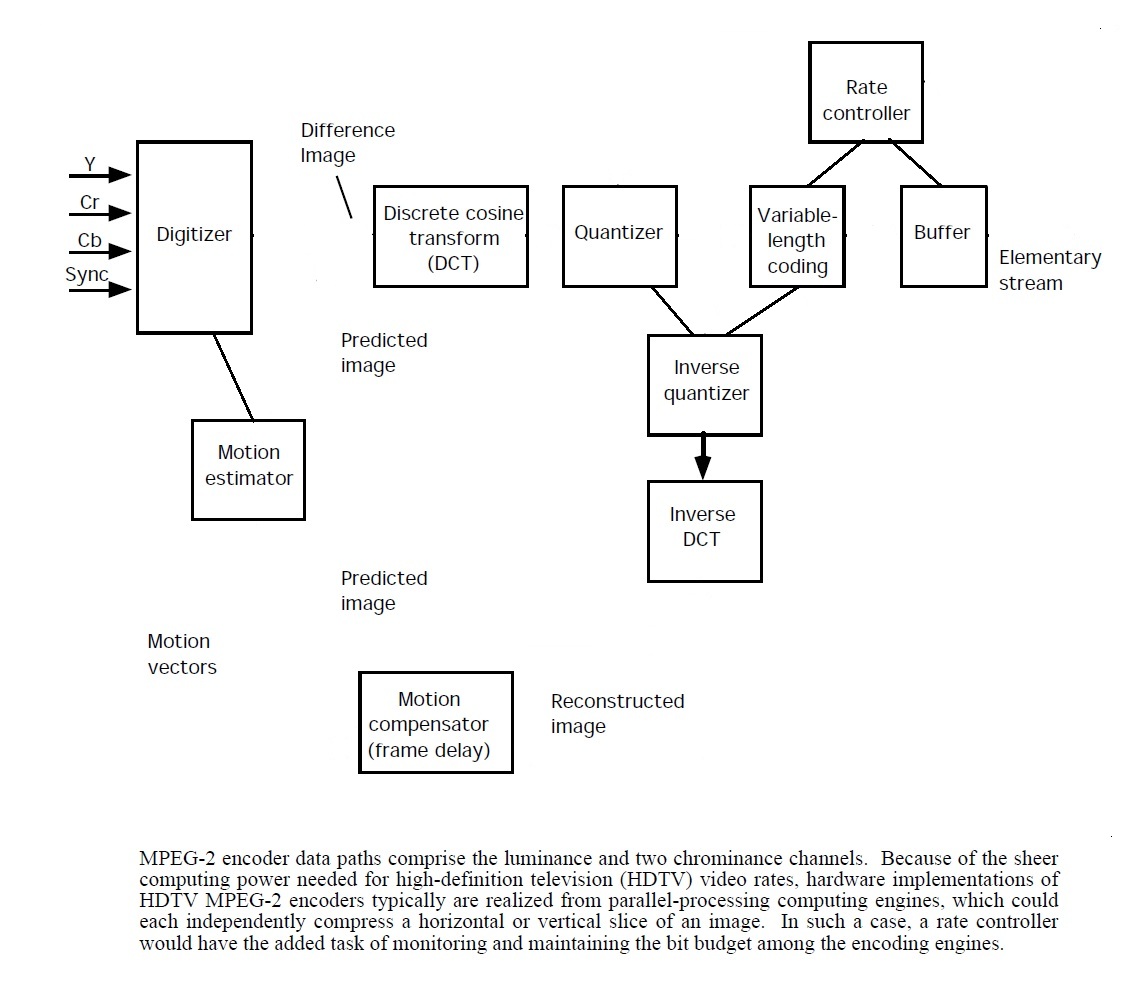 Rate
controller
Difference
Image
Y
Cr
Cb
Sync
Digitizer
Discrete cosine
transform
(DCT)
Quantizer
Variable-
length
coding
Buffer
Elementary
stream
Predicted
image
Inverse
quantizer
Motion
estimator
Inverse
DCT
Predicted
image
Motion
vectors
Motion
compensator
(frame delay)
Reconstructed
image
MPEG-2 encoder data paths comprise the luminance and two chrominance channels. Because of the sheer
computing power needed for high-definition television (HDTV) video rates, hardware implementations of
HDTV MPEG-2 encoders typically are realized from parallel-processing computing engines, which could
each independently compress a horizontal or vertical slice of an image. In such a case, a rate controller
would have the added task of monitoring and maintaining the bit budget among the encoding engines.